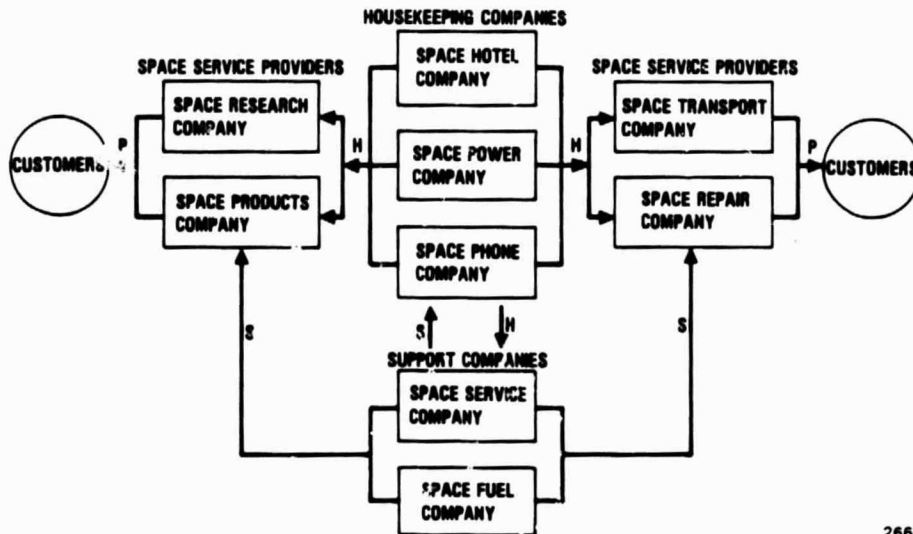 HOUSEKEEPING COMPANIES
SPACE HOTEL
COMPANY
SPACE POWER
COMPANY
SPACE PHONE
COMPANY
SPACE SERVICE PROVIDERS
SPACE RESEARCH
COMPANY
SPACE PRODUCTS
COMPANY
CUSTOMERS
P
H
SPACE SERVICE PROVIDERS
SPACE TRANSPORT
COMPANY
SPACE REPAIR
COMPANY
H
P
CUSTOMERS
S
H
S
S
SUPPORT COMPANIES
SPACE SERVICE
COMPANY
SPACE FUEL
COMPANY
266